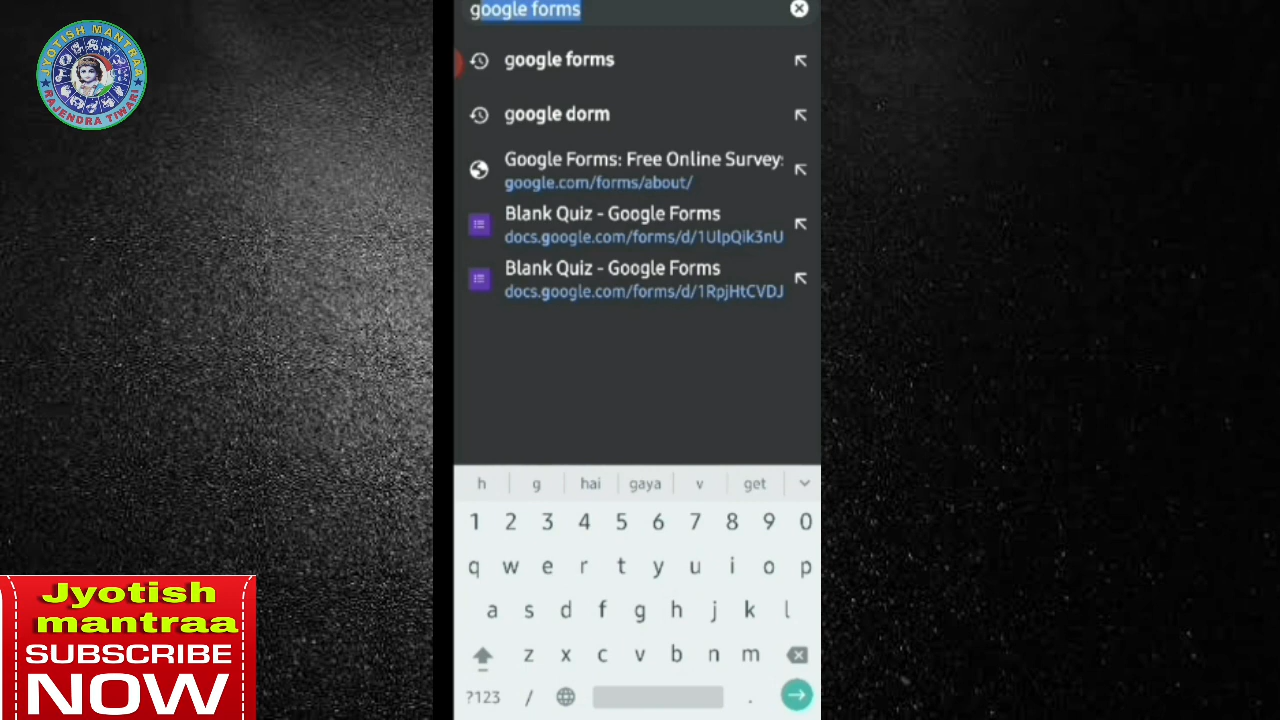 JYOTISH MANTRAA
RAJENDRA TIWARI
google forms
google forms
google dorm
Google Forms: Free Online Survey
google.com/forms/about/
Blank Quiz - Google Forms
docs.google.com/forms/d/1UlpQik3nU
Blank Quiz - Google Forms
docs.google.com/forms/d/1RpjHtCVDJ
h g hai gaya v get
1 2 3 4 5 6 7 8 9 0
q w e r t y u i o p
a s d f g h j k l
z x c v b n m
?123 / .
Jyotish
mantraa
SUBSCRIBE
NOW